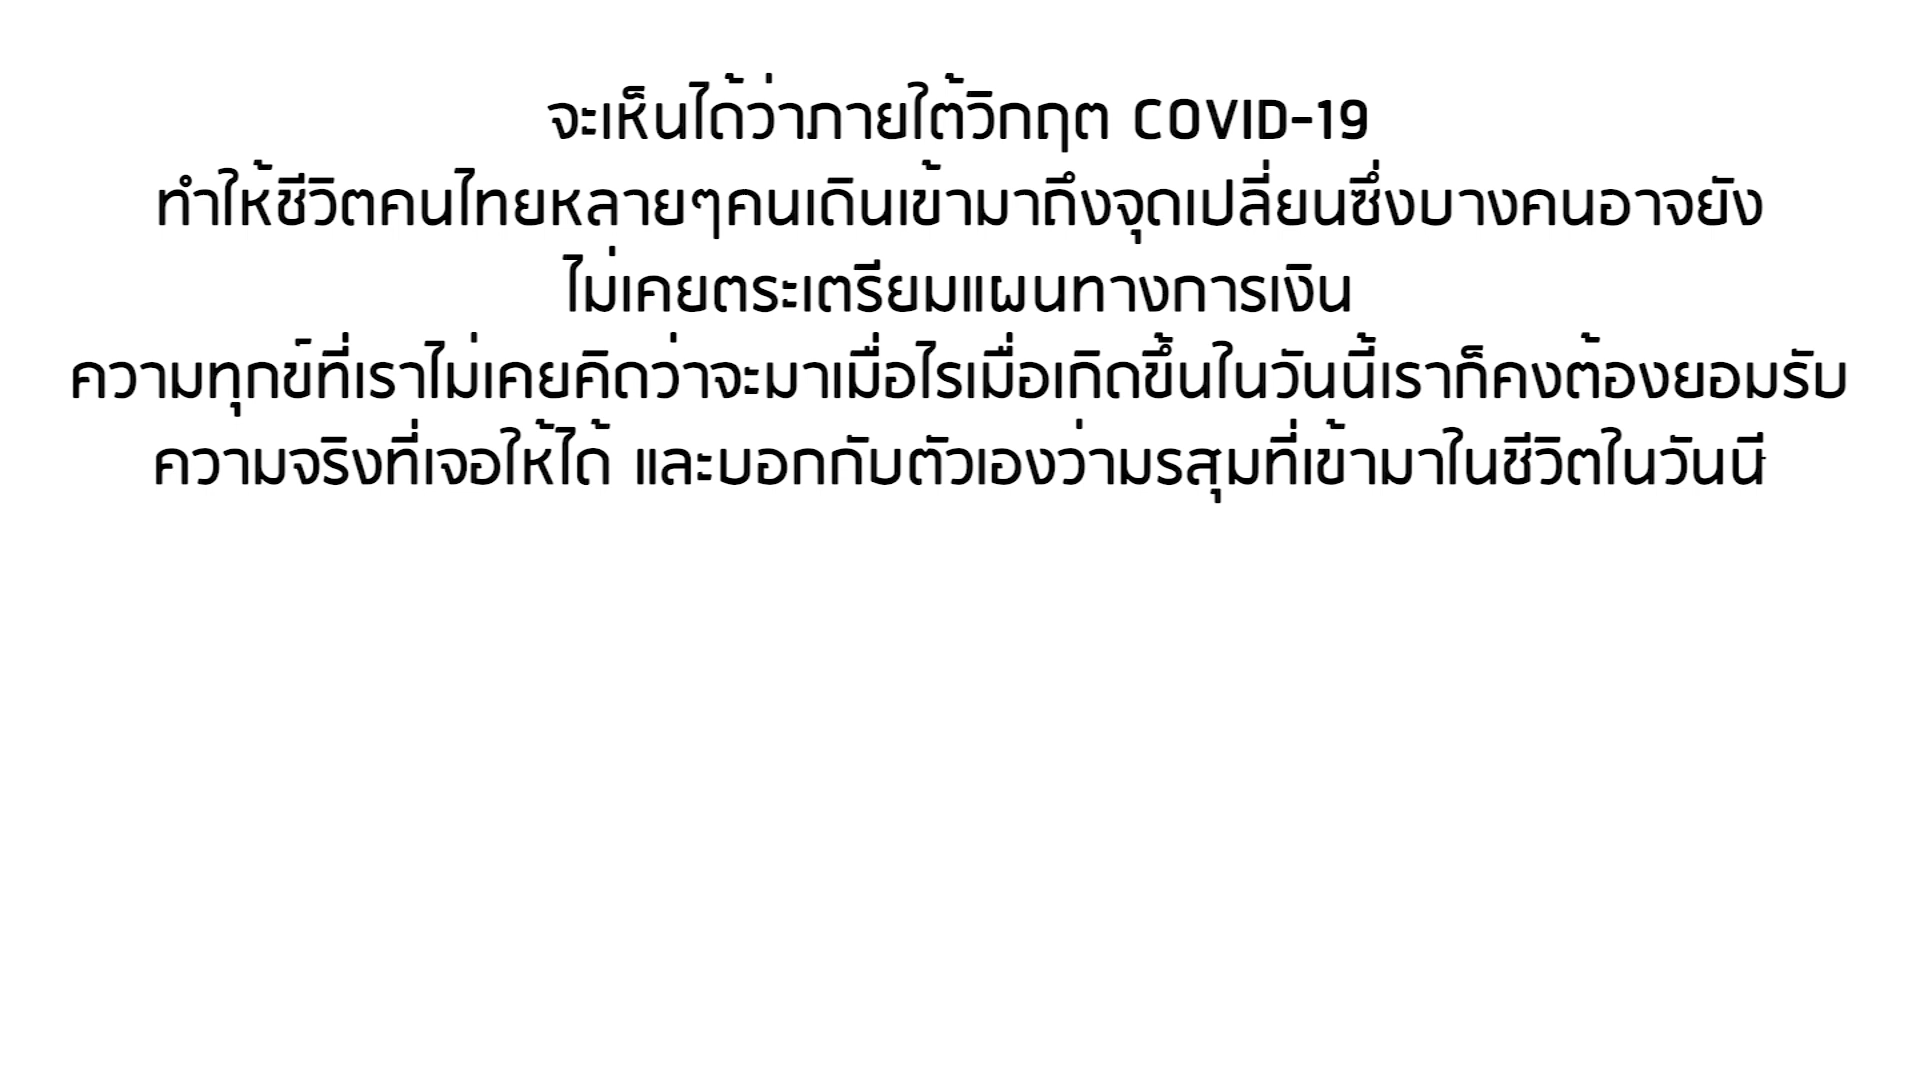 จะเห็นได้ว่าภายใต้วิกฤต COVID-19
ทำให้ชีวิตคนไทยหลายๆคนเดินเข้ามาถึงจุดเปลี่ยนซึ่งบางคนอาจยัง
ไม่เคยตระเตรียมแผนทางการเงิน
ความทุกข์ที่เราไม่เคยคิดว่าจะมาเมื่อไรเมื่อเกิดขึ้นในวันนี้เราก็คงต้องยอมรับ
ความจริงที่เจอให้ได้ และบอกกับตัวเองว่ามรสุมที่เข้ามาในชีวิตในวันนี